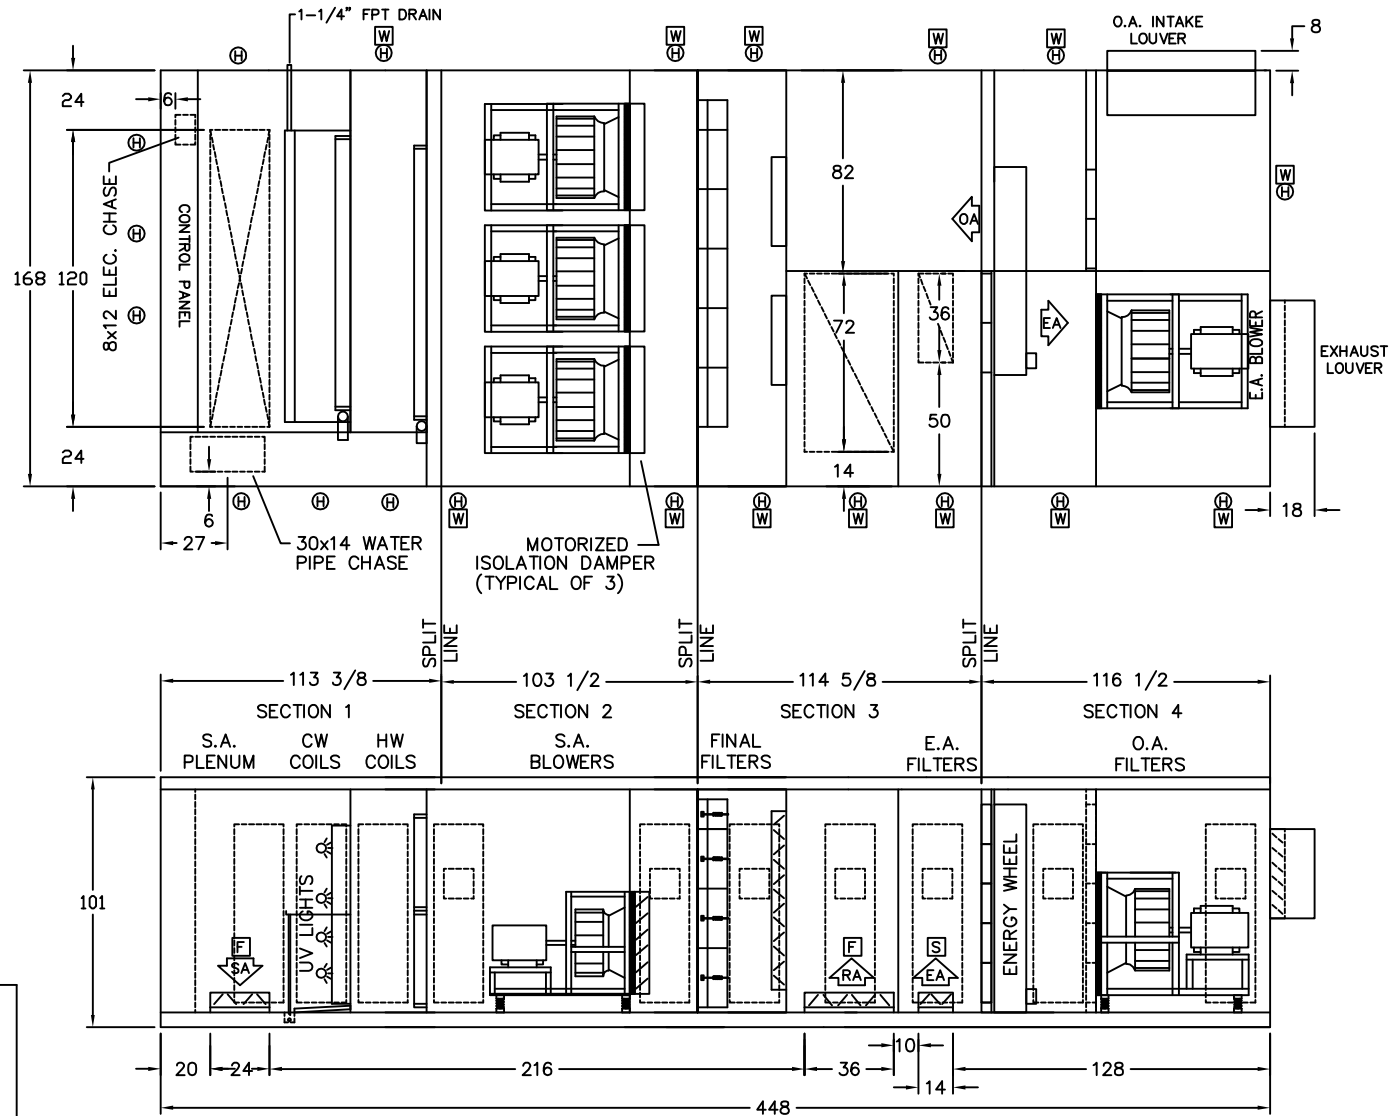 1-1/4" FPT DRAIN
O.A. INTAKE
LOUVER
8
H
W
H
W
H
W
H
W
H
W
H
24
6
H
W
H
82
8x12 ELEC. CHASE
CONTROL PANEL
OA
H
168
120
H
72
36
EA
E.A. BLOWER
EXHAUST
LOUVER
50
24
14
6
H
H
H
H
W
H
W
H
W
H
W
H
W
H
W
H
W
18
27
30x14 WATER
PIPE CHASE
MOTORIZED
ISOLATION DAMPER
(TYPICAL OF 3)
SPLIT
LINE
SPLIT
LINE
SPLIT
LINE
113 3/8
103 1/2
114 5/8
116 1/2
SECTION 1
SECTION 2
SECTION 3
SECTION 4
S.A.
PLENUM
CW
COILS
HW
COILS
S.A.
BLOWERS
FINAL
FILTERS
E.A.
FILTERS
O.A.
FILTERS
101
UV LIGHTS
ENERGY WHEEL
F
SA
F
RA
S
EA
20
24
216
36
10
14
128
448